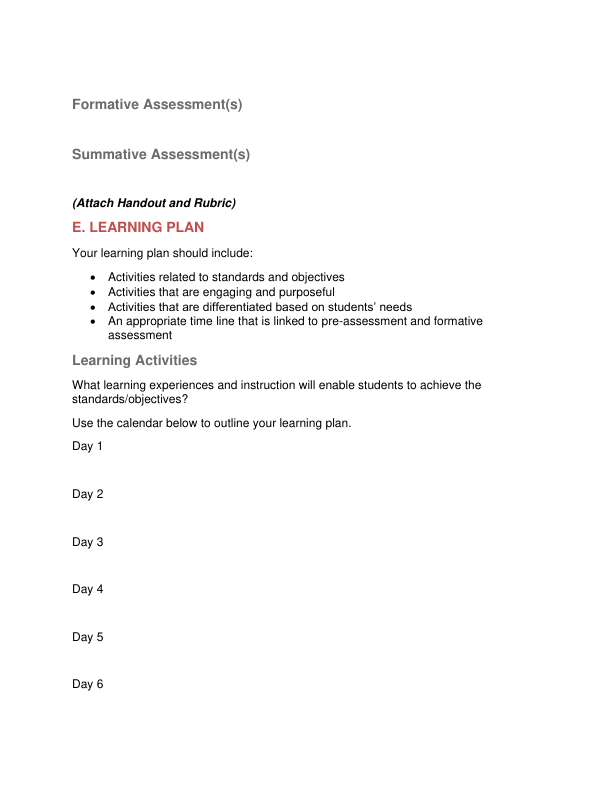 Formative Assessment(s)
Summative Assessment(s)
(Attach Handout and Rubric)
E. LEARNING PLAN
Your learning plan should include:
• Activities related to standards and objectives
• Activities that are engaging and purposeful
• Activities that are differentiated based on students’ needs
• An appropriate time line that is linked to pre-assessment and formative
assessment
Learning Activities
What learning experiences and instruction will enable students to achieve the
standards/objectives?
Use the calendar below to outline your learning plan.
Day 1
Day 2
Day 3
Day 4
Day 5
Day 6